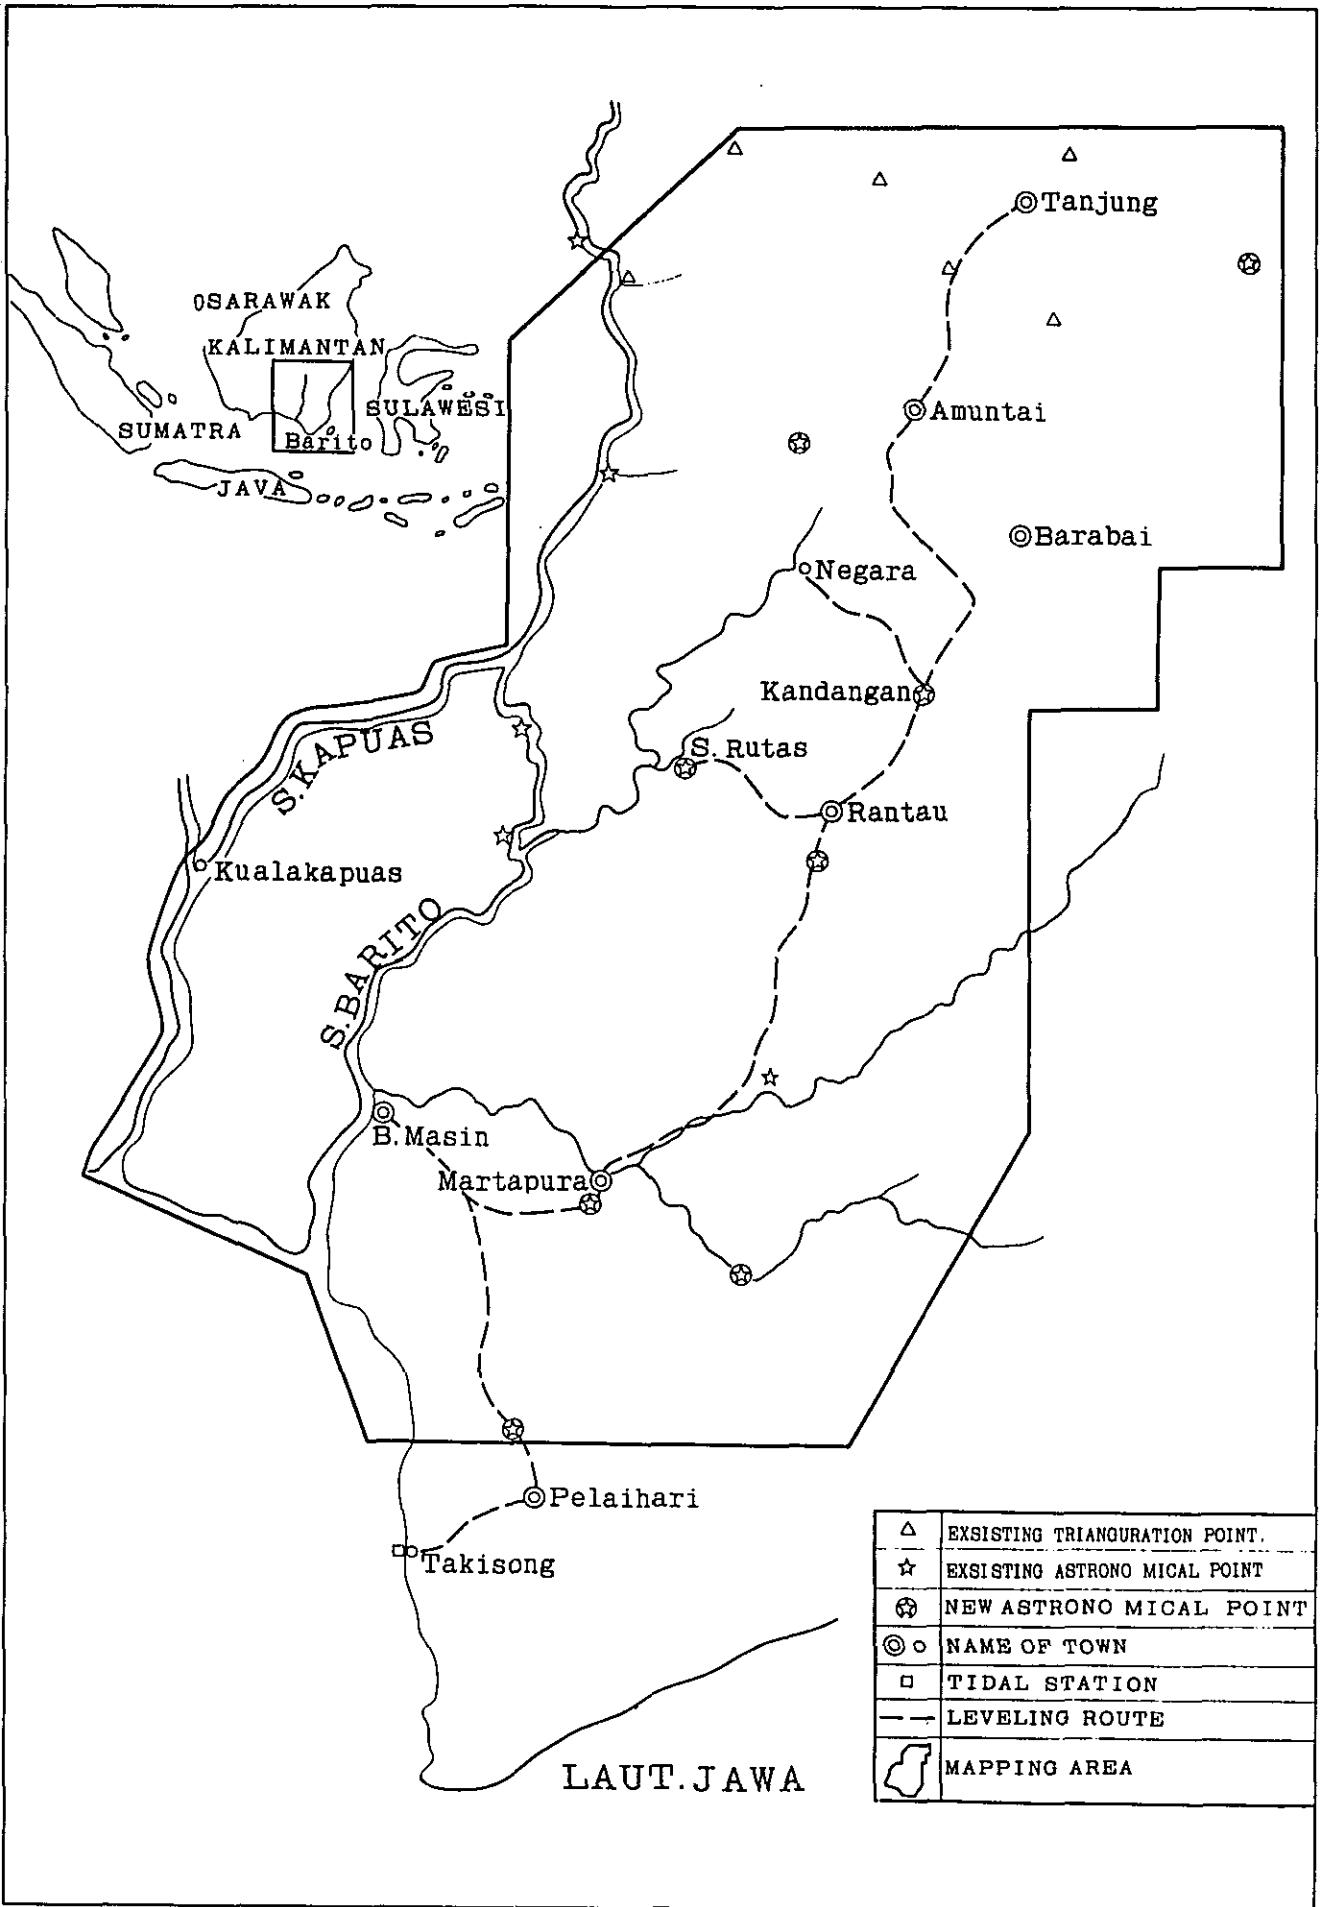 Tanjung
OSARAWAK
KALIMANTAN
SULAWESI
SUMATRA
Barito
JAVA
Amuntai
Barabai
Negara
Kandangan
S.KAPUAS
S. Rutas
Rantau
Kualakapuas
S.BARITO
B.Masin
Martapura
Pelaihari
Takisong
LAUT.JAWA
EXSISTING TRIANGURATION POINT.
EXSISTING ASTRONO MICAL POINT
NEW ASTRONO MICAL POINT
NAME OF TOWN
TIDAL STATION
LEVELING ROUTE
MAPPING AREA